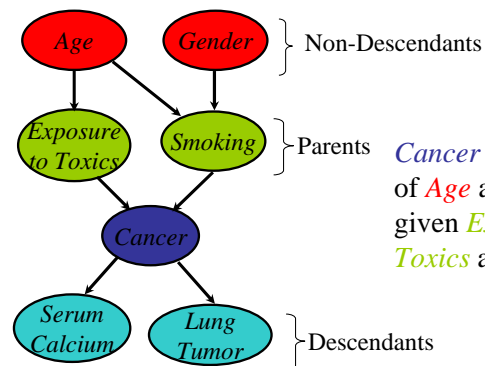 Age
Gender
Non-Descendants
Exposure
to Toxics
Smoking
Parents
Cancer
of Age a
given Ex
Toxics a
Cancer
Serum
Calcium
Lung
Tumor
Descendants